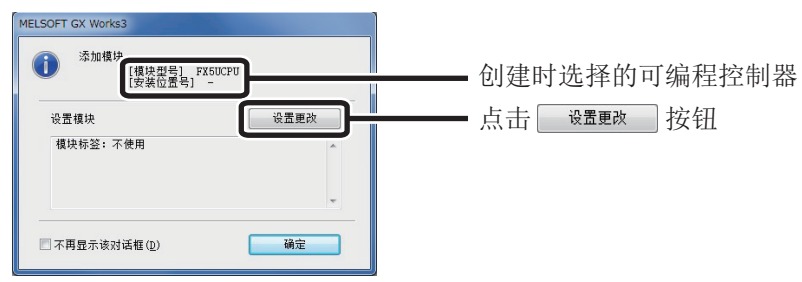 MELSOFT GX Works3
添加模块
[模块型号] FX5UCPU
[安装位置号] -
创建时选择的可编程控制器
设置模块
设置更改
点击 设置更改 按钮
模块标签：不使用
不再显示该对话框(D)
确定